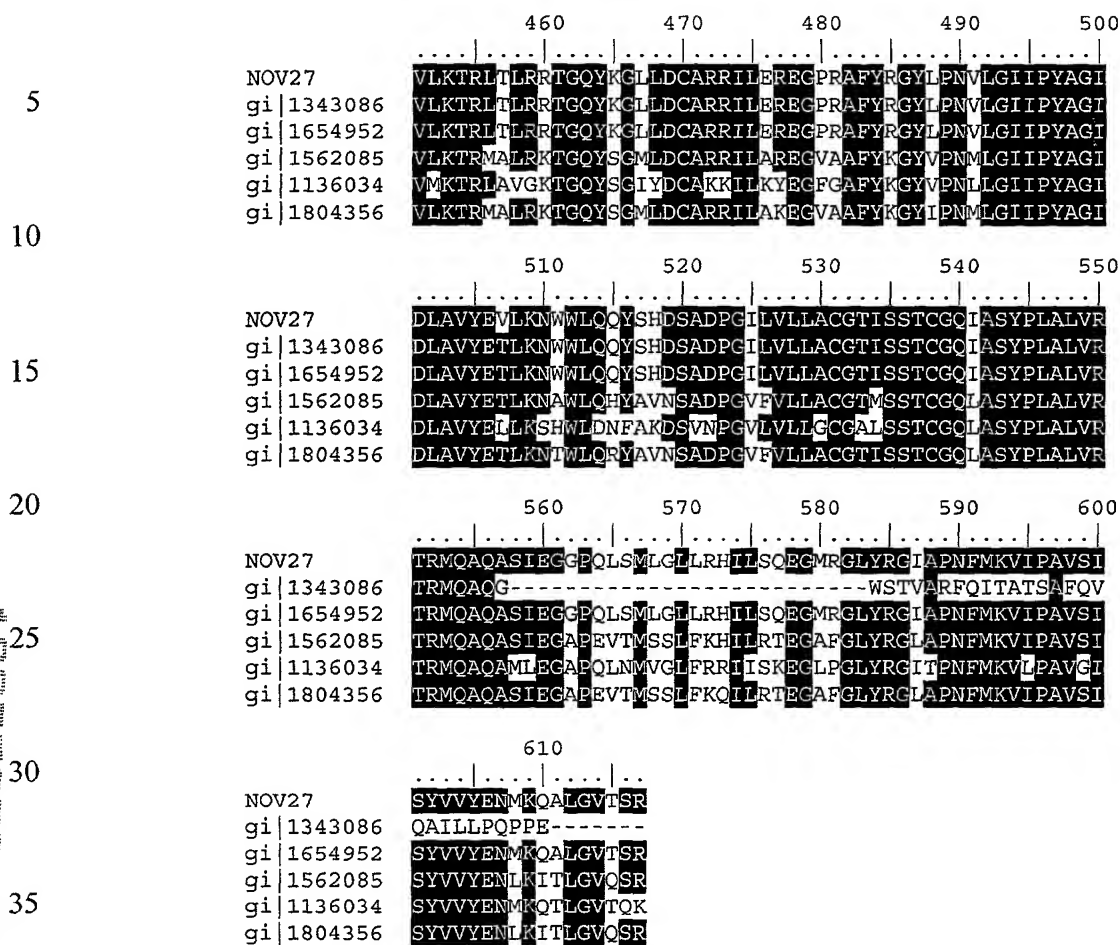 460 470 480 490 500
....|....|....|....|....|....|....|....|....|....|
NOV27 VLKTRLTLRRTGQYKGLLDCARRILEREGPRAFYRGYLPNVLGIIPYAGI
5 gi|1343086 VLKTRLTLRRTGQYKGLLDCARRILEREGPRAFYRGYLPNVLGIIPYAGI
gi|1654952 VLKTRLTLRRTGQYKGLLDCARRILEREGPRAFYRGYLPNVLGIIPYAGI
gi|1562085 VLKTRMALRKTGQYSGMLDCARRILAREGVAAFYKGYVPNMLGIIPYAGI
gi|1136034 VMKTRLAVGKTGQYSGIYDCAKKILKYEGFGAFYKGYVPNLLGIIPYAGI
gi|1804356 VLKTRMALRKTGQYSGMLDCARRILAKEGVAAFYKGYIPNMLGIIPYAGI
10
510 520 530 540 550
....|....|....|....|....|....|....|....|....|....|
NOV27 DLAVYEVLKNWWLQQYSHDSADPGILVLLACGTISSTCGQIASYPLALVR
gi|1343086 DLAVYETLKNWWLQQYSHDSADPGILVLLACGTISSTCGQIASYPLALVR
15 gi|1654952 DLAVYETLKNWWLQQYSHDSADPGILVLLACGTISSTCGQIASYPLALVR
gi|1562085 DLAVYETLKNAWLQHYAVNSADPGVFVLLACGTMSSTCGQLASYPLALVR
gi|1136034 DLAVYELLKSHWLDNFAKDSVNPGVLVLLGCGALSSTCGQLASYPLALVR
gi|1804356 DLAVYETLKNTWLQRYAVNSADPGVFVLLACGTISSTCGQLASYPLALVR
20
560 570 580 590 600
....|....|....|....|....|....|....|....|....|....|
NOV27 TRMQAQASIEGGPQLSMLGLLRHILSQEGMRGLYRGIAPNFMKVIPAVSI
gi|1343086 TRMQAQG---------------------------WSTVARFQITATSAFQV
gi|1654952 TRMQAQASIEGGPQLSMLGLLRHILSQEGMRGLYRGIAPNFMKVIPAVSI
25 gi|1562085 TRMQAQASIEGAPEVTMSSLFKHILRTEGAFGLYRGLAPNFMKVIPAVSI
gi|1136034 TRMQAQAMLEGAPQLNMVGLFRRIISKEGLPGLYRGITPNFMKVLPAVGI
gi|1804356 TRMQAQASIEGAPEVTMSSLFKQILRTEGAFGLYRGLAPNFMKVIPAVSI
610
....|....|....|..
30
NOV27 SYVVYENMKQALGVTSR
gi|1343086 QAILLPQPPE-------
gi|1654952 SYVVYENMKQALGVTSR
gi|1562085 SYVVYENLKITLGVQSR
35 gi|1136034 SYVVYENMKQTLGVTQK
gi|1804356 SYVVYENLKITLGVQSR